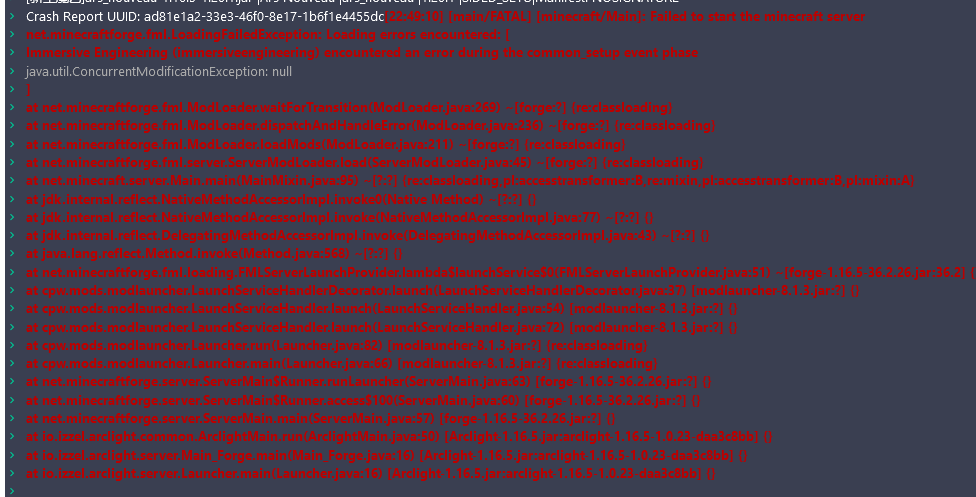 Crash Report UUID: ad81e1a2-33e3-46f0-8e17-1b6f1e4455dc[22:49:10] [main/FATAL] [minecraft/Main]: Failed to start the minecraft server
> net.minecraftforge.fml.LoadingFailedException: Loading errors encountered: [
> Immersive Engineering (immersiveengineering) encountered an error during the common_setup event phase
> java.util.ConcurrentModificationException: null
> ]
> at net.minecraftforge.fml.ModLoader.waitForTransition(ModLoader.java:260) ~[forge:?] {re:classloading}
> at net.minecraftforge.fml.ModLoader.dispatchAndHandleError(ModLoader.java:236) ~[forge:?] {re:classloading}
> at net.minecraftforge.fml.ModLoader.loadMods(ModLoader.java:211) ~[forge:?] {re:classloading}
> at net.minecraftforge.fml.server.ServerModLoader.load(ServerModLoader.java:45) ~[forge:?] {re:classloading}
> at net.minecraft.server.Main.main(MainMixin.java:99) ~[?:?] {re:classloading,pl:accesstransformer:B,re:mixin,pl:accesstransformer:B,pl:mixin:A}
> at jdk.internal.reflect.NativeMethodAccessorImpl.invoke0(Native Method) ~[?:?] {}
> at jdk.internal.reflect.NativeMethodAccessorImpl.invoke(NativeMethodAccessorImpl.java:77) ~[?:?] {}
> at jdk.internal.reflect.DelegatingMethodAccessorImpl.invoke(DelegatingMethodAccessorImpl.java:43) ~[?:?] {}
> at java.lang.reflect.Method.invoke(Method.java:568) ~[?:?] {}
> at net.minecraftforge.fml.loading.FMLServerLaunchProvider.lambda$launchService$0(FMLServerLaunchProvider.java:51) ~[forge-1.16.5-36.2.26.jar:36.2] {
> at cpw.mods.modlauncher.LaunchServiceHandlerDecorator.launch(LaunchServiceHandlerDecorator.java:37) [modlauncher-8.1.3.jar:?] {}
> at cpw.mods.modlauncher.LaunchServiceHandler.launch(LaunchServiceHandler.java:54) [modlauncher-8.1.3.jar:?] {}
> at cpw.mods.modlauncher.LaunchServiceHandler.launch(LaunchServiceHandler.java:72) [modlauncher-8.1.3.jar:?] {}
> at cpw.mods.modlauncher.Launcher.run(Launcher.java:82) [modlauncher-8.1.3.jar:?] {re:classloading}
> at cpw.mods.modlauncher.Launcher.main(Launcher.java:66) [modlauncher-8.1.3.jar:?] {re:classloading}
> at net.minecraftforge.server.ServerMain$Runner.runLauncher(ServerMain.java:63) [forge-1.16.5-36.2.26.jar:?] {}
> at net.minecraftforge.server.ServerMain$Runner.access$100(ServerMain.java:60) [forge-1.16.5-36.2.26.jar:?] {}
> at net.minecraftforge.server.ServerMain.main(ServerMain.java:57) [forge-1.16.5-36.2.26.jar:?] {}
> at io.izzel.arclight.common.ArclightMain.run(ArclightMain.java:50) [Arclight-1.16.5.jar:arclight-1.16.5-1.0.23-daa3c8bb] {}
> at io.izzel.arclight.server.Main_Forge.main(Main_Forge.java:16) [Arclight-1.16.5.jar:arclight-1.16.5-1.0.23-daa3c8bb] {}
> at io.izzel.arclight.server.Launcher.main(Launcher.java:16) [Arclight-1.16.5.jar:arclight-1.16.5-1.0.23-daa3c8bb] {}
>